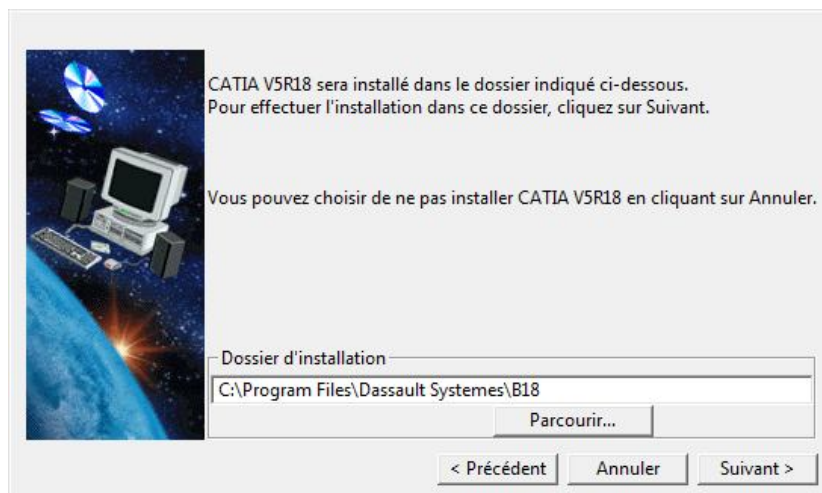 CATIA V5R18 sera installé dans le dossier indiqué ci-dessous.
Pour effectuer l'installation dans ce dossier, cliquez sur Suivant.
Vous pouvez choisir de ne pas installer CATIA V5R18 en cliquant sur Annuler.
Dossier d'installation
C:\Program Files\Dassault Systemes\B18
Parcourir...
< Précédent
Annuler
Suivant >